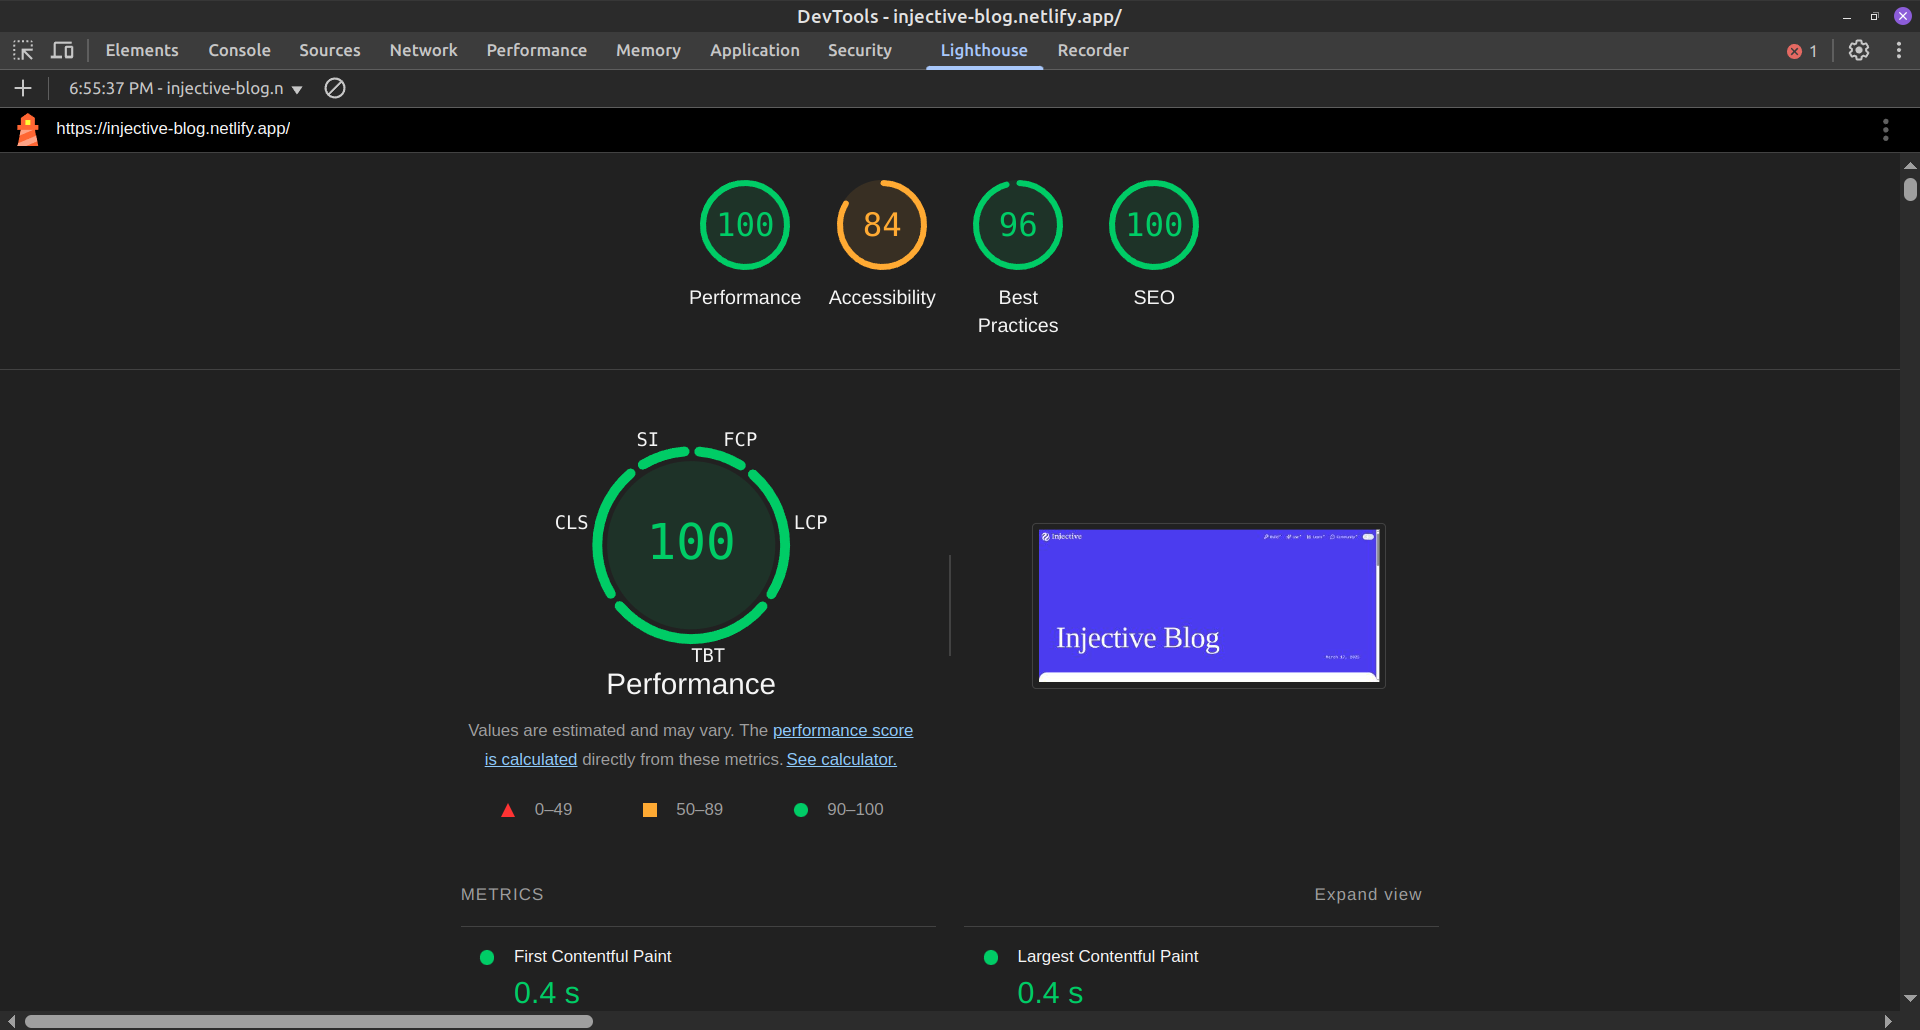 DevTools - injective-blog.netlify.app/
Elements Console Sources Network Performance Memory Application Security Lighthouse Recorder 1
6:55:37 PM - injective-blog.n
https://injective-blog.netlify.app/
100 84 96 100
Performance Accessibility Best Practices SEO
SI FCP
CLS LCP
100
TBT
Performance
Injective
Injective Blog
Values are estimated and may vary. The performance score
is calculated directly from these metrics. See calculator.
0–49 50–89 90–100
METRICS Expand view
First Contentful Paint Largest Contentful Paint
0.4 s 0.4 s